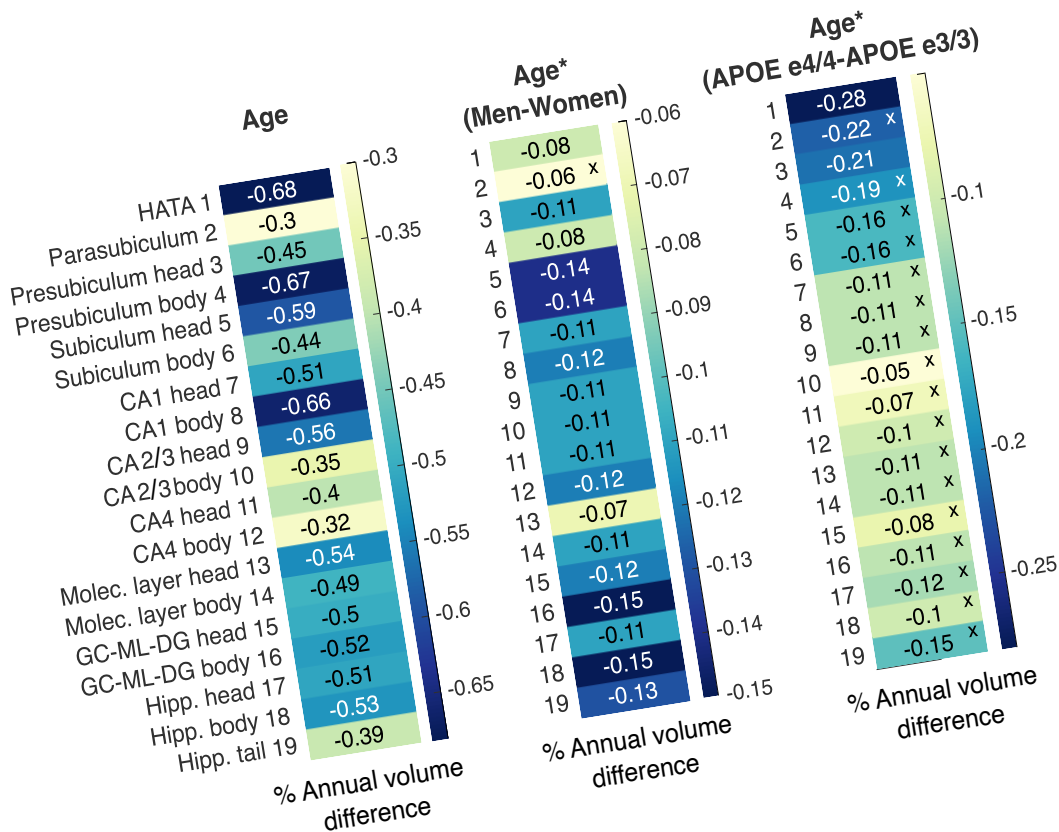 Age
HATA 1 -0.68
Parasubiculum 2 -0.3
Presubiculum head 3 -0.45
Presubiculum body 4 -0.67
Subiculum head 5 -0.59
Subiculum body 6 -0.44
CA1 head 7 -0.51
CA1 body 8 -0.66
CA2/3 head 9 -0.56
CA2/3 body 10 -0.35
CA4 head 11 -0.4
CA4 body 12 -0.32
Molec. layer head 13 -0.54
Molec. layer body 14 -0.49
GC-ML-DG head 15 -0.5
GC-ML-DG body 16 -0.52
Hipp. head 17 -0.51
Hipp. body 18 -0.53
Hipp. tail 19 -0.39
-0.3
-0.35
-0.4
-0.45
-0.5
-0.55
-0.6
-0.65
% Annual volume
difference
Age*
(Men-Women)
1 -0.08
2 -0.06 x
3 -0.11
4 -0.08
5 -0.14
6 -0.14
7 -0.11
8 -0.12
9 -0.11
10 -0.11
11 -0.11
12 -0.12
13 -0.07
14 -0.11
15 -0.12
16 -0.15
17 -0.11
18 -0.15
19 -0.13
-0.06
-0.07
-0.08
-0.09
-0.1
-0.11
-0.12
-0.13
-0.14
-0.15
% Annual volume
difference
Age*
(APOE e4/4-APOE e3/3)
1 -0.28
2 -0.22 x
3 -0.21
4 -0.19 x
5 -0.16 x
6 -0.16 x
7 -0.11 x
8 -0.11 x
9 -0.11 x
10 -0.05 x
11 -0.07 x
12 -0.1 x
13 -0.11 x
14 -0.11 x
15 -0.08 x
16 -0.11 x
17 -0.12 x
18 -0.1 x
19 -0.15 x
-0.1
-0.15
-0.2
-0.25
% Annual volume
difference